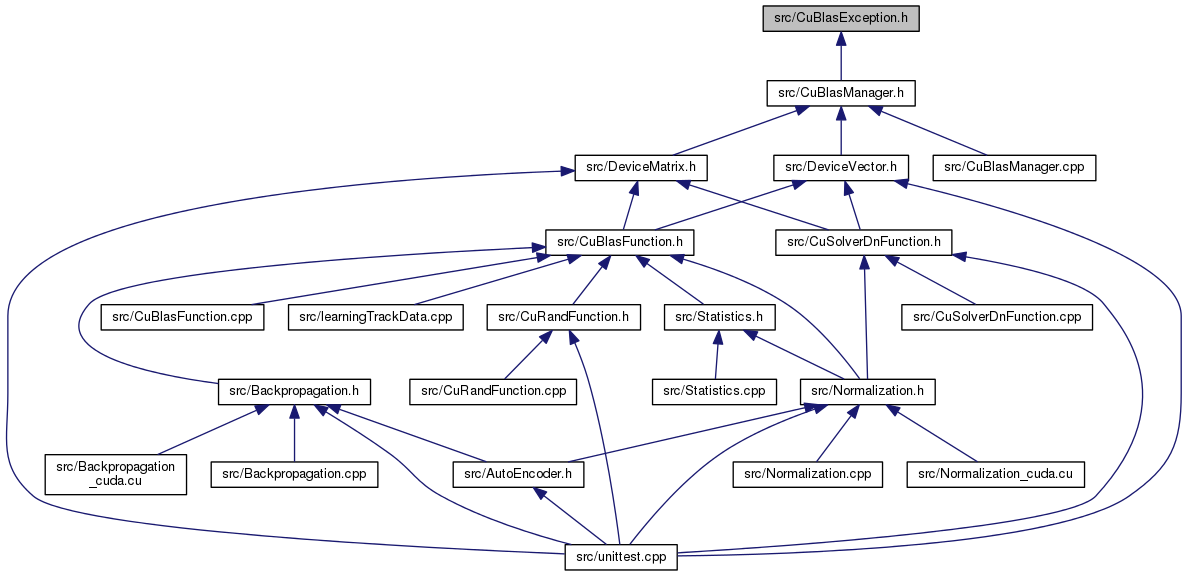 src/CuBlasException.h
src/CuBlasManager.h
src/DeviceMatrix.h
src/DeviceVector.h
src/CuBlasManager.cpp
src/CuBlasFunction.h
src/CuSolverDnFunction.h
src/CuBlasFunction.cpp
src/learningTrackData.cpp
src/CuRandFunction.h
src/Statistics.h
src/CuSolverDnFunction.cpp
src/Backpropagation.h
src/CuRandFunction.cpp
src/Statistics.cpp
src/Normalization.h
src/Backpropagation
_cuda.cu
src/Backpropagation.cpp
src/AutoEncoder.h
src/Normalization.cpp
src/Normalization_cuda.cu
src/unittest.cpp